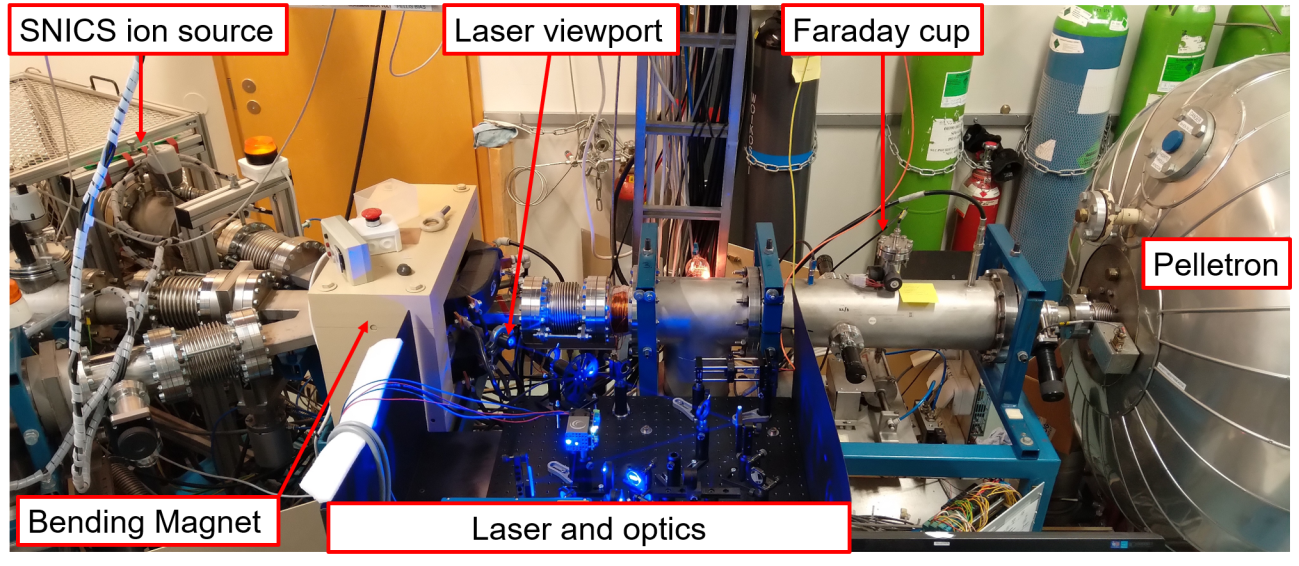 SNICS ion source
Laser viewport
Faraday cup
Pelletron
Bending Magnet
Laser and optics